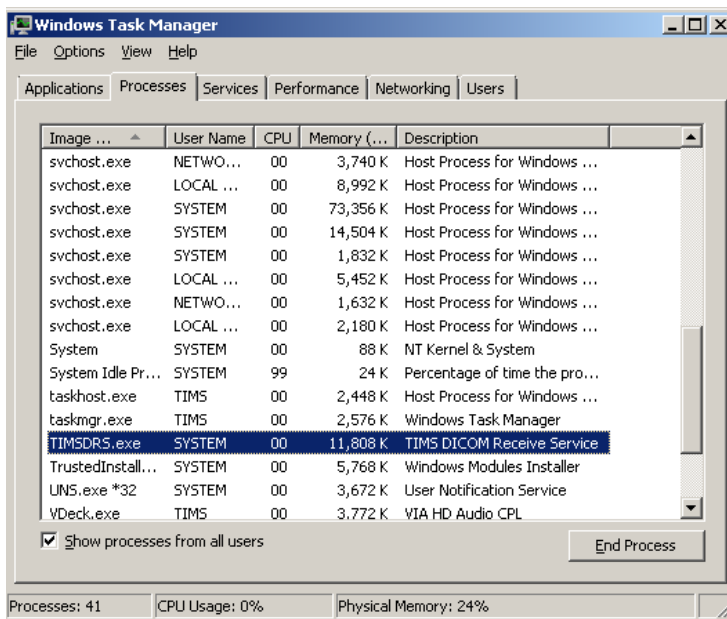 Windows Task Manager
File Options View Help
Applications Processes Services Performance Networking Users
Image ... User Name CPU Memory (... Description
svchost.exe NETWO... 00 3,740 K Host Process for Windows ...
svchost.exe LOCAL ... 00 8,992 K Host Process for Windows ...
svchost.exe SYSTEM 00 73,356 K Host Process for Windows ...
svchost.exe SYSTEM 00 14,504 K Host Process for Windows ...
svchost.exe SYSTEM 00 1,832 K Host Process for Windows ...
svchost.exe LOCAL ... 00 5,452 K Host Process for Windows ...
svchost.exe NETWO... 00 1,632 K Host Process for Windows ...
svchost.exe LOCAL ... 00 2,180 K Host Process for Windows ...
System SYSTEM 00 88 K NT Kernel & System
System Idle Pr... SYSTEM 99 24 K Percentage of time the pro...
taskhost.exe TIMS 00 2,448 K Host Process for Windows ...
taskmgr.exe TIMS 00 2,576 K Windows Task Manager
TIMSDRS.exe SYSTEM 00 11,808 K TIMS DICOM Receive Service
TrustedInstall... SYSTEM 00 5,768 K Windows Modules Installer
UNS.exe *32 SYSTEM 00 3,672 K User Notification Service
VDeck.exe TIMS 00 3,772 K VIA HD Audio CPL
Show processes from all users
End Process
Processes: 41 CPU Usage: 0% Physical Memory: 24%